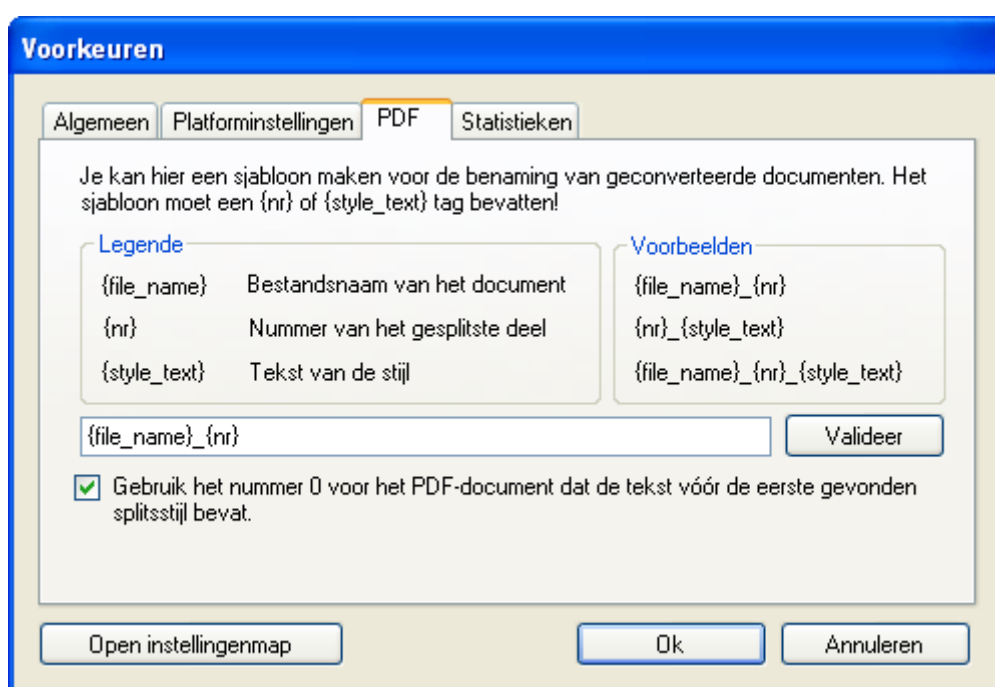 Voorkeuren
Algemeen Platforminstellingen PDF Statistieken
Je kan hier een sjabloon maken voor de benaming van geconverteerde documenten. Het
sjabloon moet een {nr} of {style_text} tag bevatten!
Legende
{file_name} Bestandsnaam van het document
{nr} Nummer van het gesplitste deel
{style_text} Tekst van de stijl
Voorbeelden
{file_name}_{nr}
{nr}_{style_text}
{file_name}_{nr}_{style_text}
{file_name}_{nr} Valideer
Gebruik het nummer 0 voor het PDF-document dat de tekst vóór de eerste gevonden
splitsstijl bevat.
Open instellingenmap Ok Annuleren